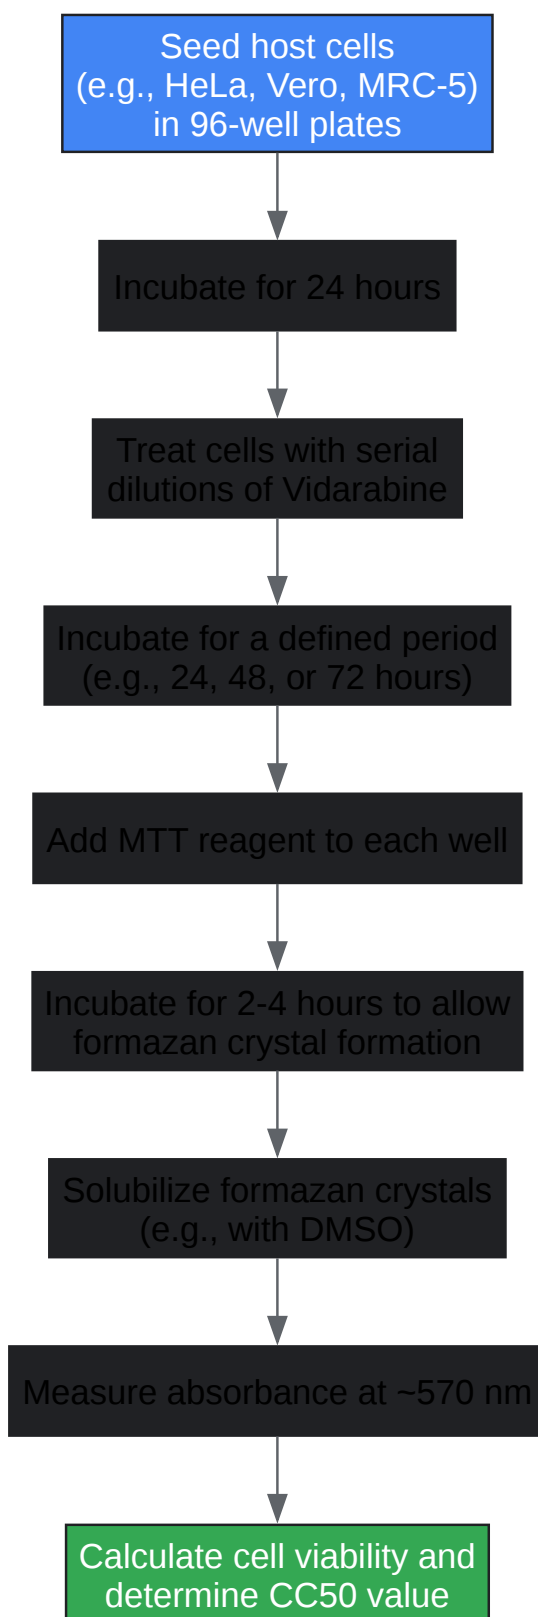 Seed host cells
(e.g., HeLa, Vero, MRC-5)
in 96-well plates
Incubate for 24 hours
Treat cells with serial
dilutions of Vidarabine
Incubate for a defined period
(e.g., 24, 48, or 72 hours)
Add MTT reagent to each well
Incubate for 2-4 hours to allow
formazan crystal formation
Solubilize formazan crystals
(e.g., with DMSO)
Measure absorbance at ~570 nm
Calculate cell viability and
determine CC50 value